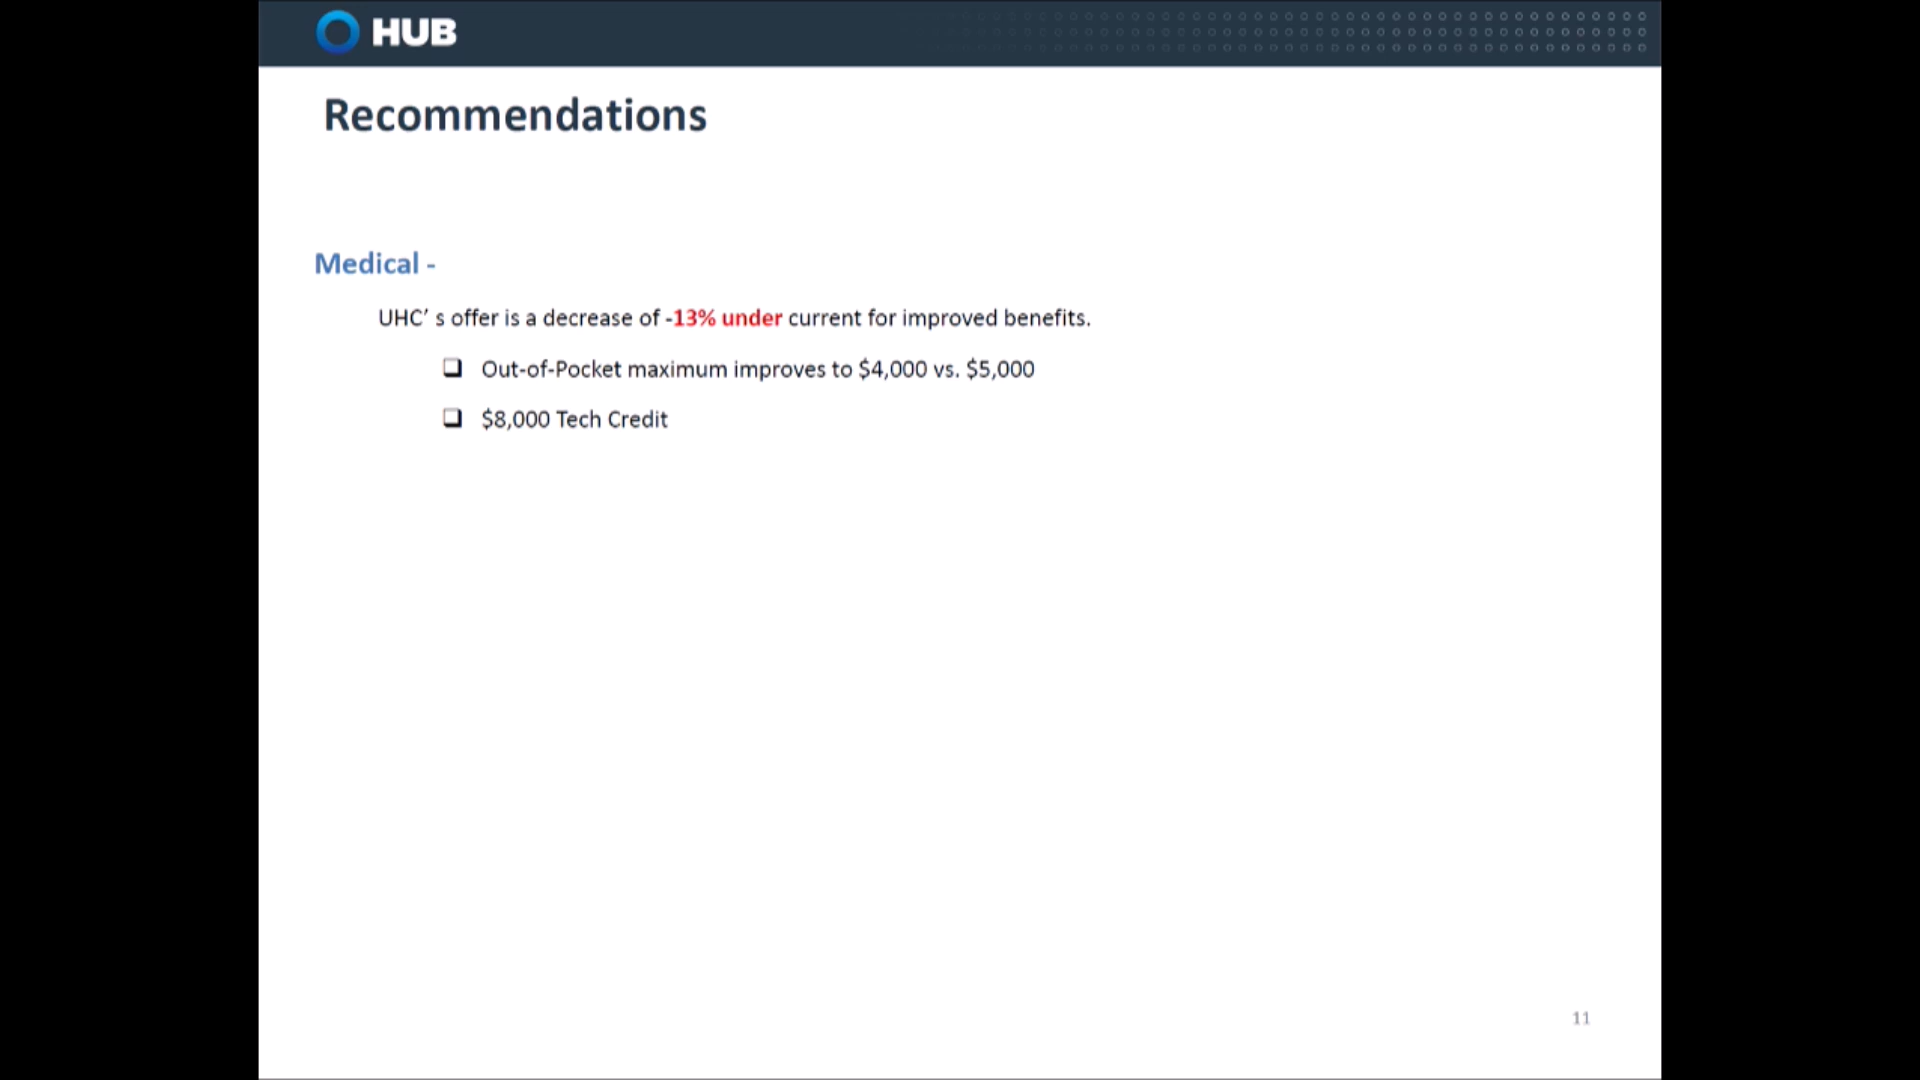 HUB
Recommendations
Medical -
UHC’ s offer is a decrease of -13% under current for improved benefits.
❑ Out-of-Pocket maximum improves to $4,000 vs. $5,000
❑ $8,000 Tech Credit
11